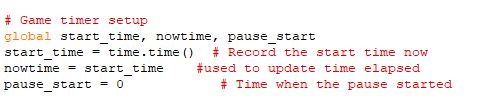 # Game timer setup
global start_time, nowtime, pause_start
start_time = time.time()  # Record the start time now
nowtime = start_time    #used to update time elapsed
pause_start = 0            # Time when the pause started